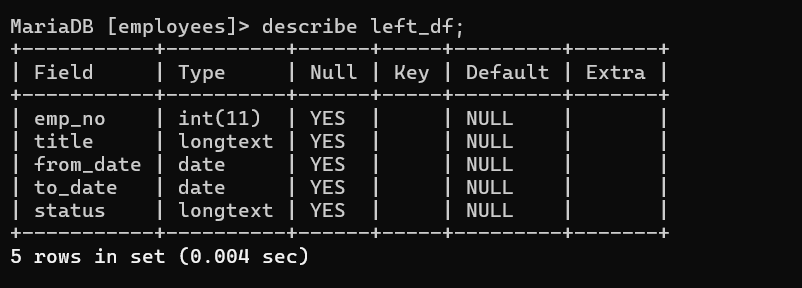 MariaDB [employees]> describe left_df;
+-----------+----------+------+-----+---------+-------+
| Field     | Type     | Null | Key | Default | Extra |
+-----------+----------+------+-----+---------+-------+
| emp_no    | int(11)  | YES  |     | NULL    |       |
| title     | longtext | YES  |     | NULL    |       |
| from_date | date     | YES  |     | NULL    |       |
| to_date   | date     | YES  |     | NULL    |       |
| status    | longtext | YES  |     | NULL    |       |
+-----------+----------+------+-----+---------+-------+
5 rows in set (0.004 sec)